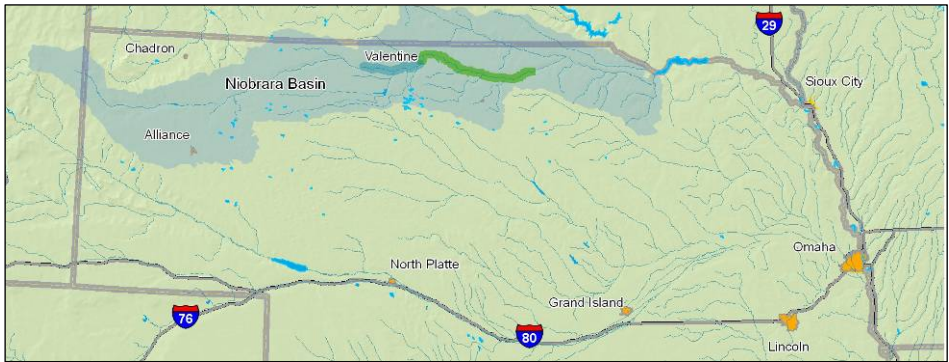 29
Chadron
Valentine
Niobrara Basin
Sioux City
Alliance
Omaha
North Platte
Grand Island
76
80
Lincoln